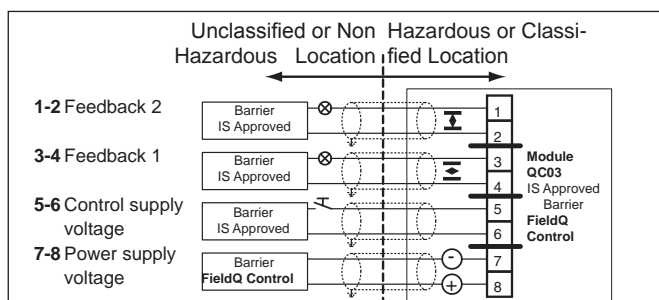 Unclassified or Non Hazardous or Classi-
Hazardous Location fied Location
1-2 Feedback 2
Barrier
IS Approved
1
2
3-4 Feedback 1
Barrier
IS Approved
3
4
5-6 Control supply
voltage
Barrier
IS Approved
5
6
7-8 Power supply
voltage
Barrier
FieldQ Control
-
+
7
8
Module
QC03
IS Approved
Barrier
FieldQ
Control